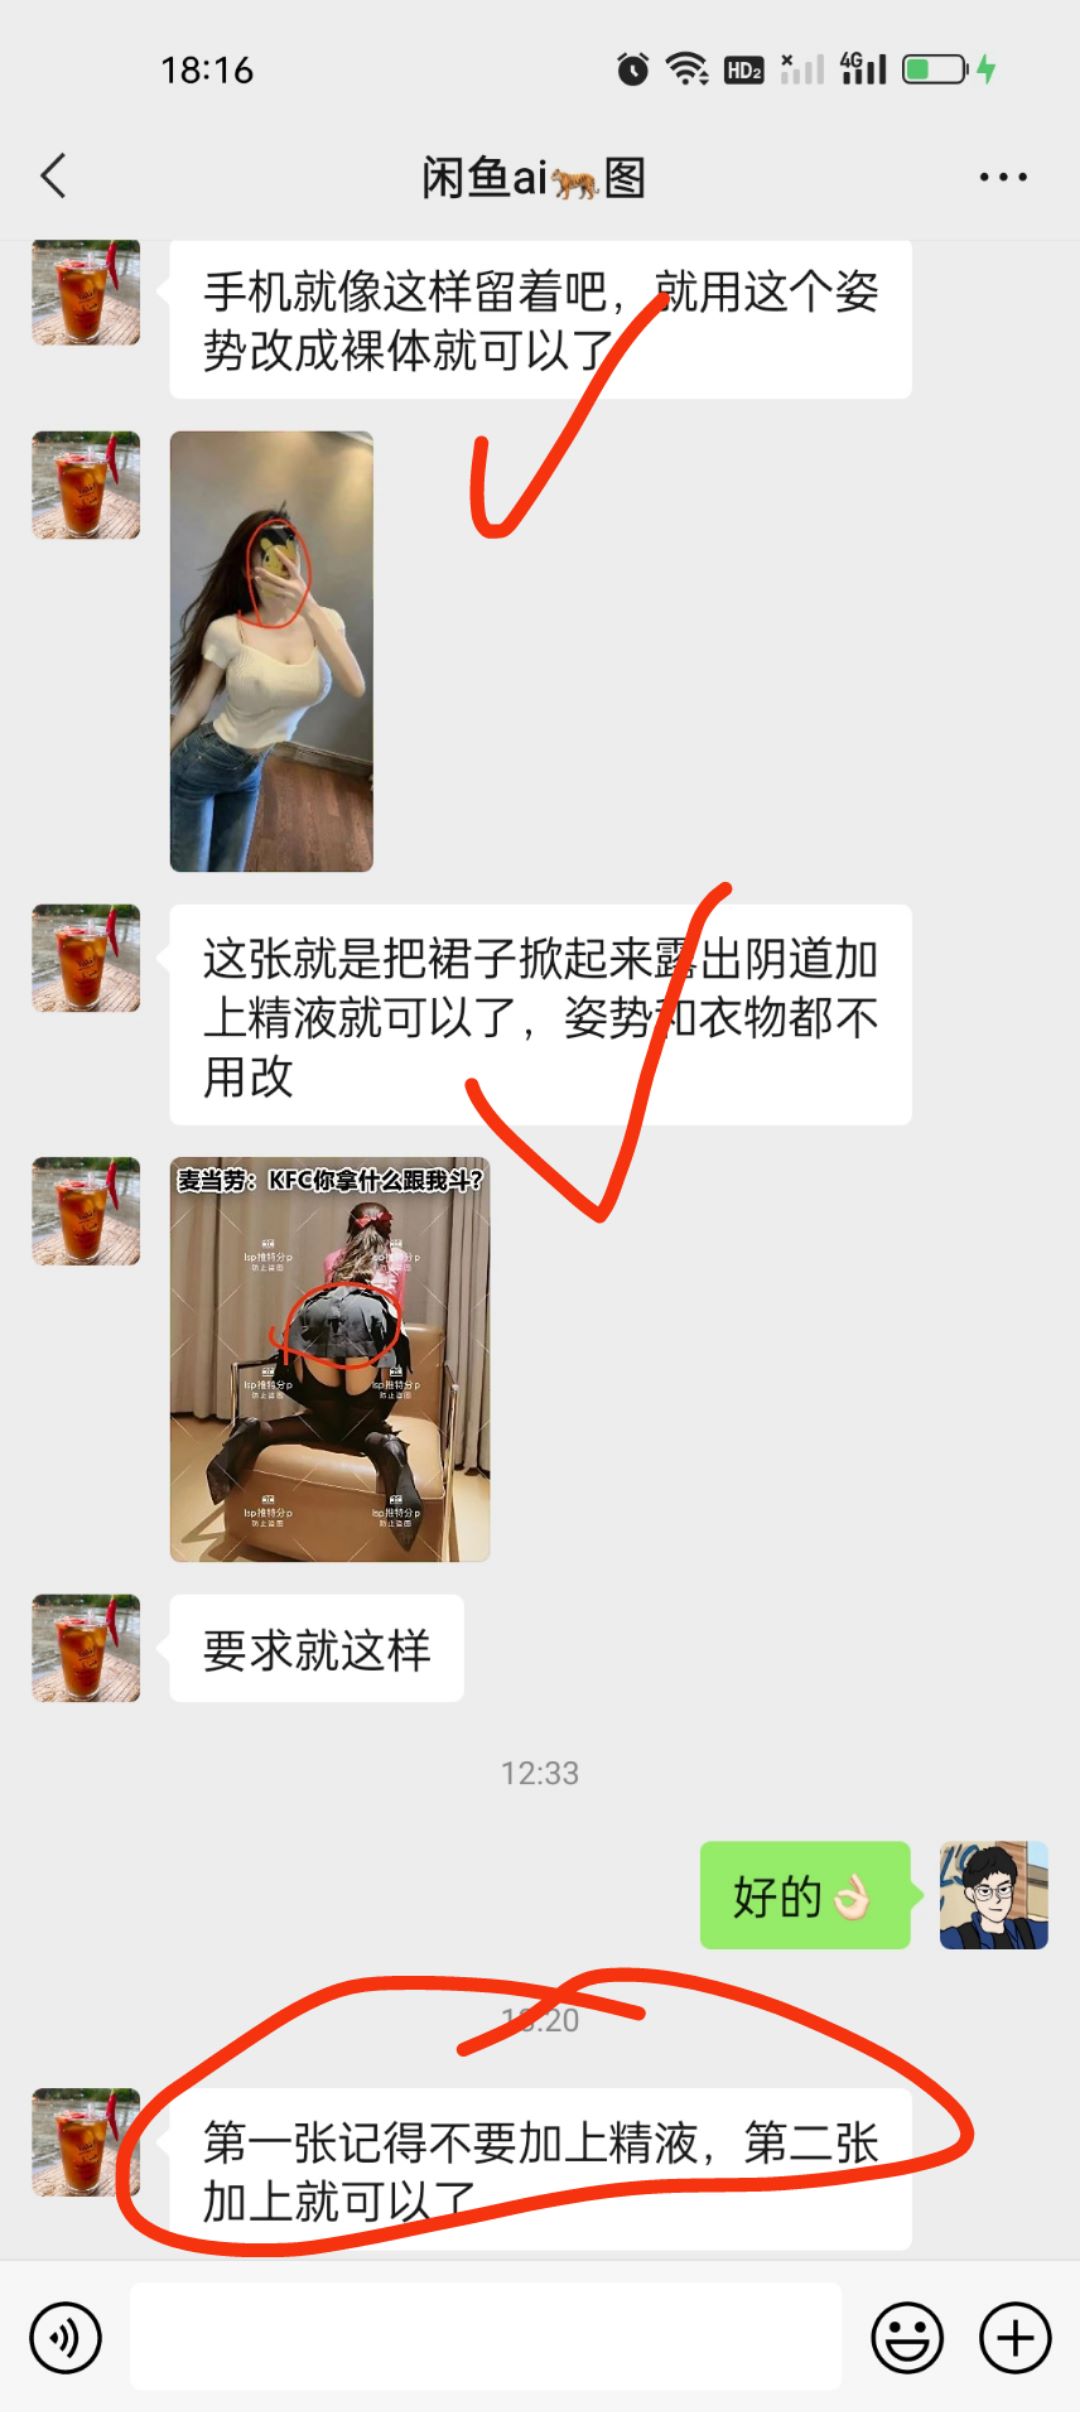 18:16
HD2
4G
闲鱼ai🐅图
手机就像这样留着吧，就用这个姿
势改成裸体就可以了
这张就是把裙子掀起来露出阴道加
上精液就可以了，姿势和衣物都不
用改
麦当劳：KFC你拿什么跟我斗？
lsp推特分p
防止盗图
lsp推特分p
防止盗图
lsp推特分p
防止盗图
lsp推特分p
防止盗图
lsp推特分p
防止盗图
lsp推特分p
防止盗图
要求就这样
12:33
好的👌🏻
第一张记得不要加上精液，第二张
加上就可以了